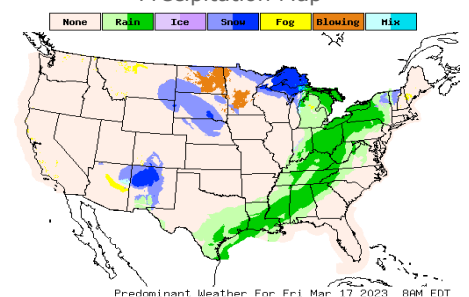 Precipitation Map
None Rain Ice Snow Fog Blowing Mix
Predominant Weather For Fri Mar 17 2023 8AM EDT